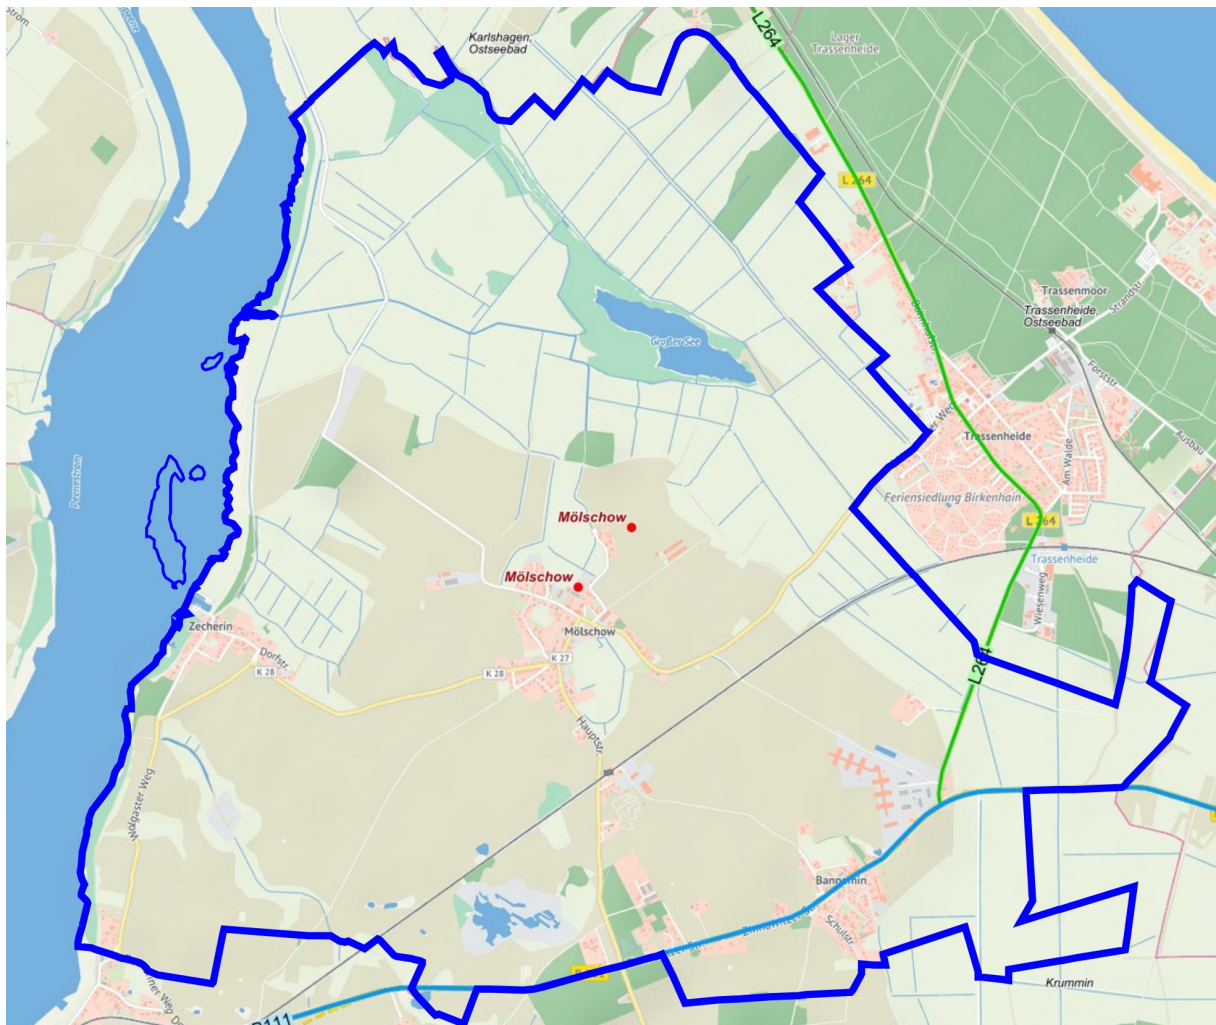 Karlshagen,
Ostseebad
L264
Lager
Trassenheide
L 264
Trassenmoor
Strandstr
Trassenheide,
Ostseebad
Bahnhofstr.
Forststr
Großer See
Trassenheide
Am Walde
Ausbau
Peenestrom
Feriensiedlung Birkenhain
Mölschow
L 264
Trassenheide
Mölschow
Wiesenweg
Zecherin
Mölschow
Dorfstr.
K 27
K 28
K 28
L264
Hauptstr.
Wolgaster Weg
Bannemin
Schulstr
Krummin